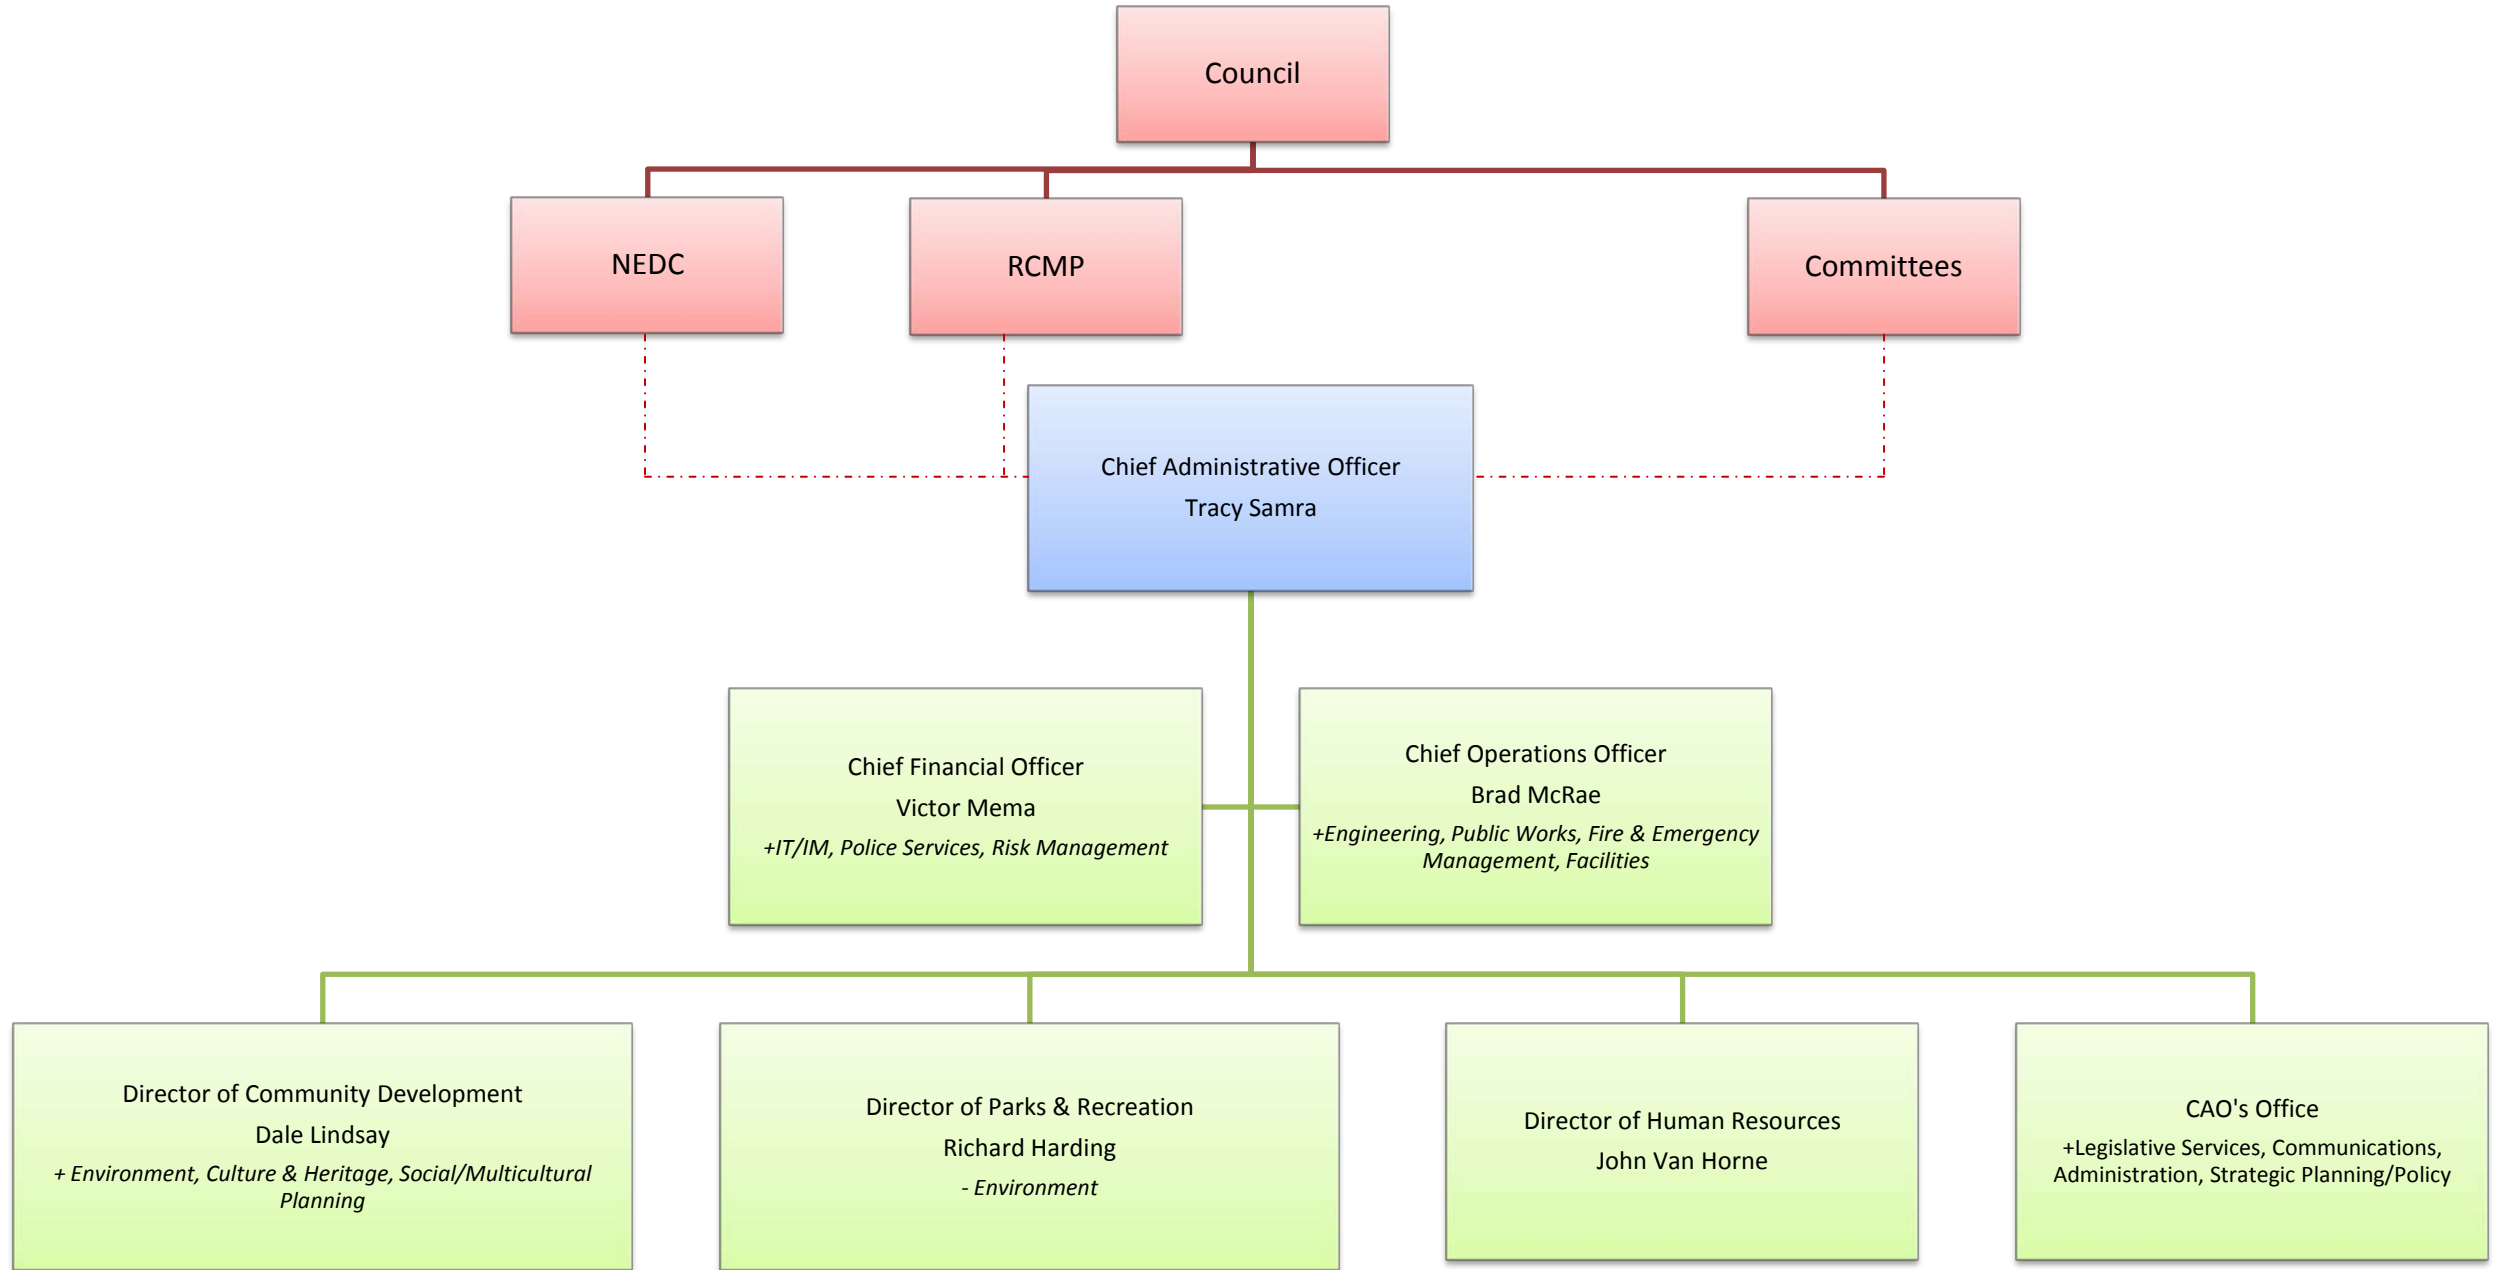 Council
NEDC
RCMP
Committees
Chief Administrative Officer
Tracy Samra
Chief Financial Officer
Victor Mema
+IT/IM, Police Services, Risk Management
Chief Operations Officer
Brad McRae
+Engineering, Public Works, Fire & Emergency
Management, Facilities
Director of Community Development
Dale Lindsay
+ Environment, Culture & Heritage, Social/Multicultural
Planning
Director of Parks & Recreation
Richard Harding
- Environment
Director of Human Resources
John Van Horne
CAO's Office
+Legislative Services, Communications,
Administration, Strategic Planning/Policy